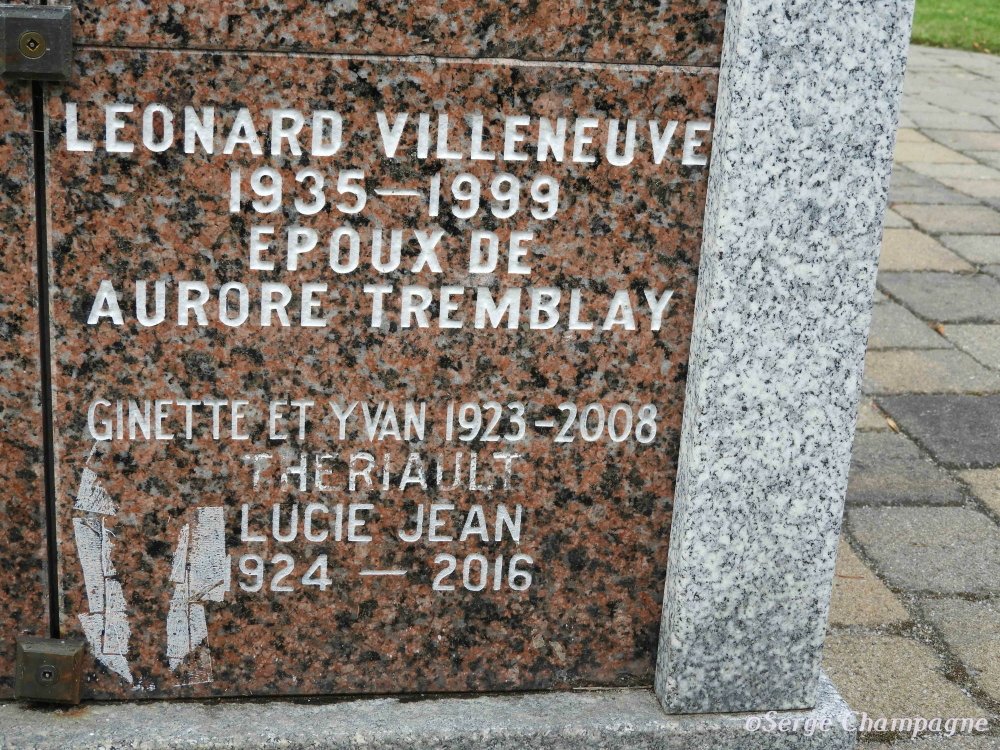 LEONARD VILLENEUVE
1935 — 1999
EPOUX DE
AURORE TREMBLAY
GINETTE ET YVAN 1923 - 2008
THERIAULT
LUCIE JEAN
1924 — 2016
©Serge Champagne